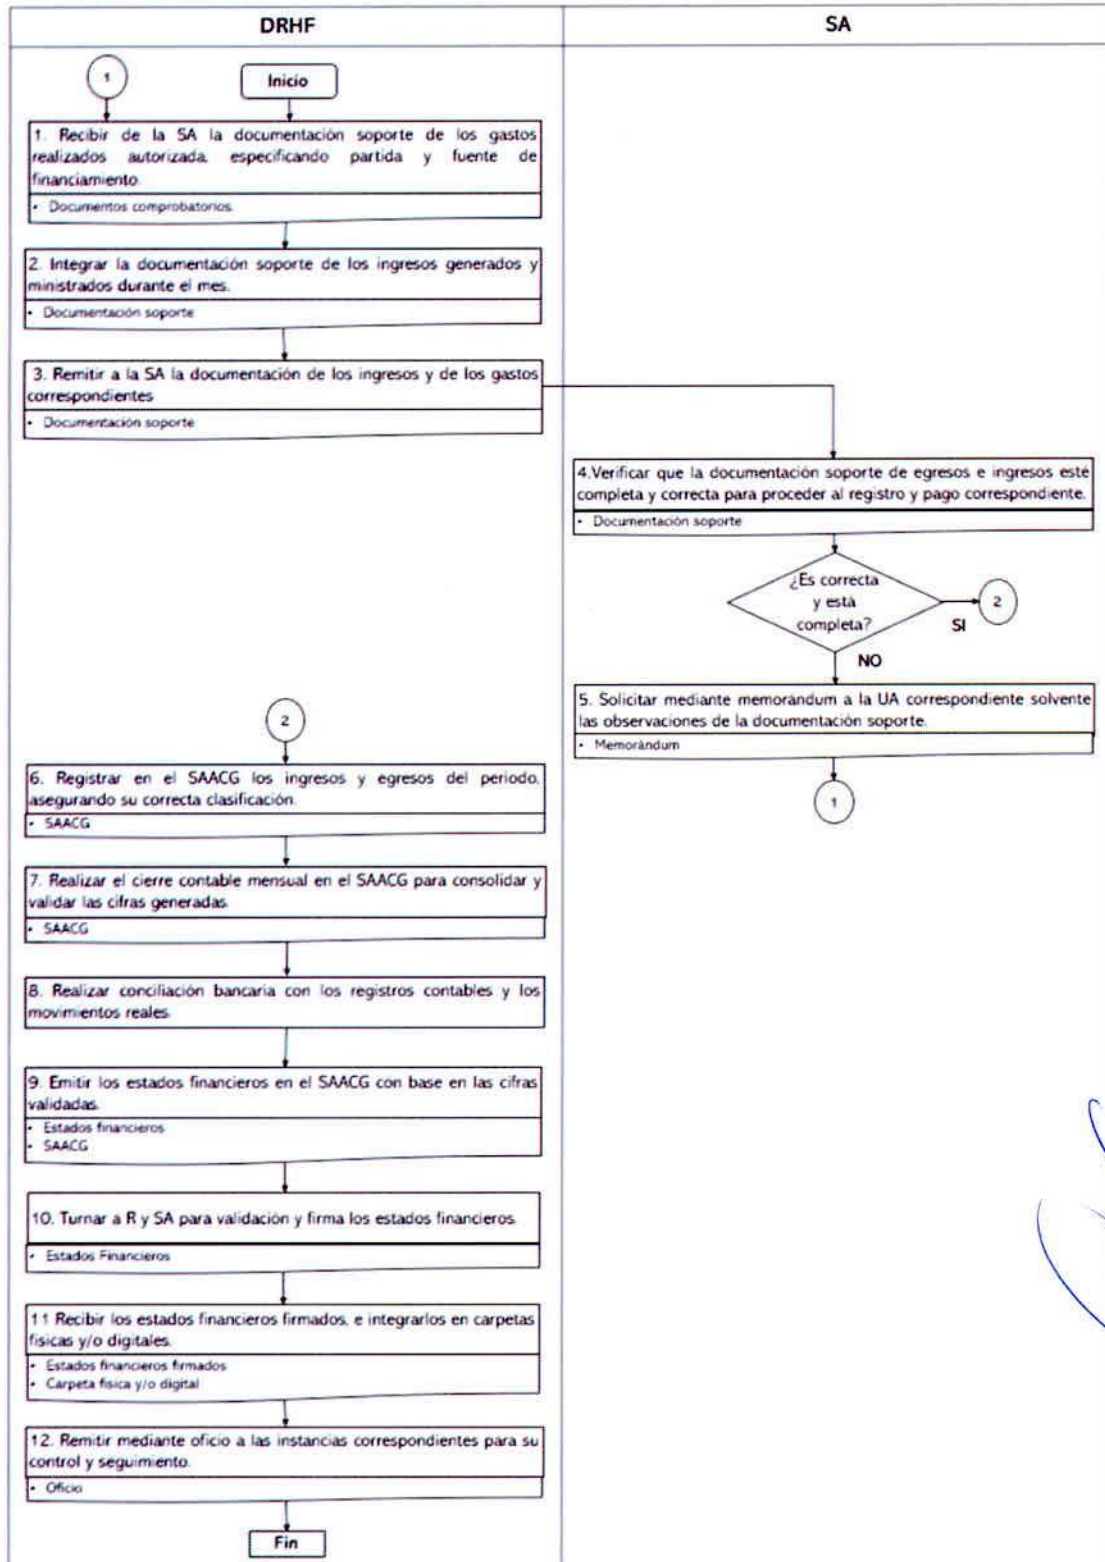 DRHF
SA
1
Inicio
1. Recibir de la SA la documentación soporte de los gastos
realizados autorizada, especificando partida y fuente de
financiamiento.
• Documentos comprobatorios.
2. Integrar la documentación soporte de los ingresos generados y
ministrados durante el mes.
• Documentación soporte
3. Remitir a la SA la documentación de los ingresos y de los gastos
correspondientes
• Documentación soporte
4.Verificar que la documentación soporte de egresos e ingresos esté
completa y correcta para proceder al registro y pago correspondiente.
• Documentación soporte
¿Es correcta
y está
completa?
SI
2
NO
5. Solicitar mediante memorándum a la UA correspondiente solvente
las observaciones de la documentación soporte.
• Memorándum
1
2
6. Registrar en el SAACG los ingresos y egresos del periodo,
asegurando su correcta clasificación.
• SAACG
7. Realizar el cierre contable mensual en el SAACG para consolidar y
validar las cifras generadas.
• SAACG
8. Realizar conciliación bancaria con los registros contables y los
movimientos reales.
9. Emitir los estados financieros en el SAACG con base en las cifras
validadas.
• Estados financieros
• SAACG
10. Turnar a R y SA para validación y firma los estados financieros.
• Estados Financieros
11 Recibir los estados financieros firmados, e integrarlos en carpetas
físicas y/o digitales.
• Estados financieros firmados
• Carpeta física y/o digital
12. Remitir mediante oficio a las instancias correspondientes para su
control y seguimiento.
• Oficio
Fin